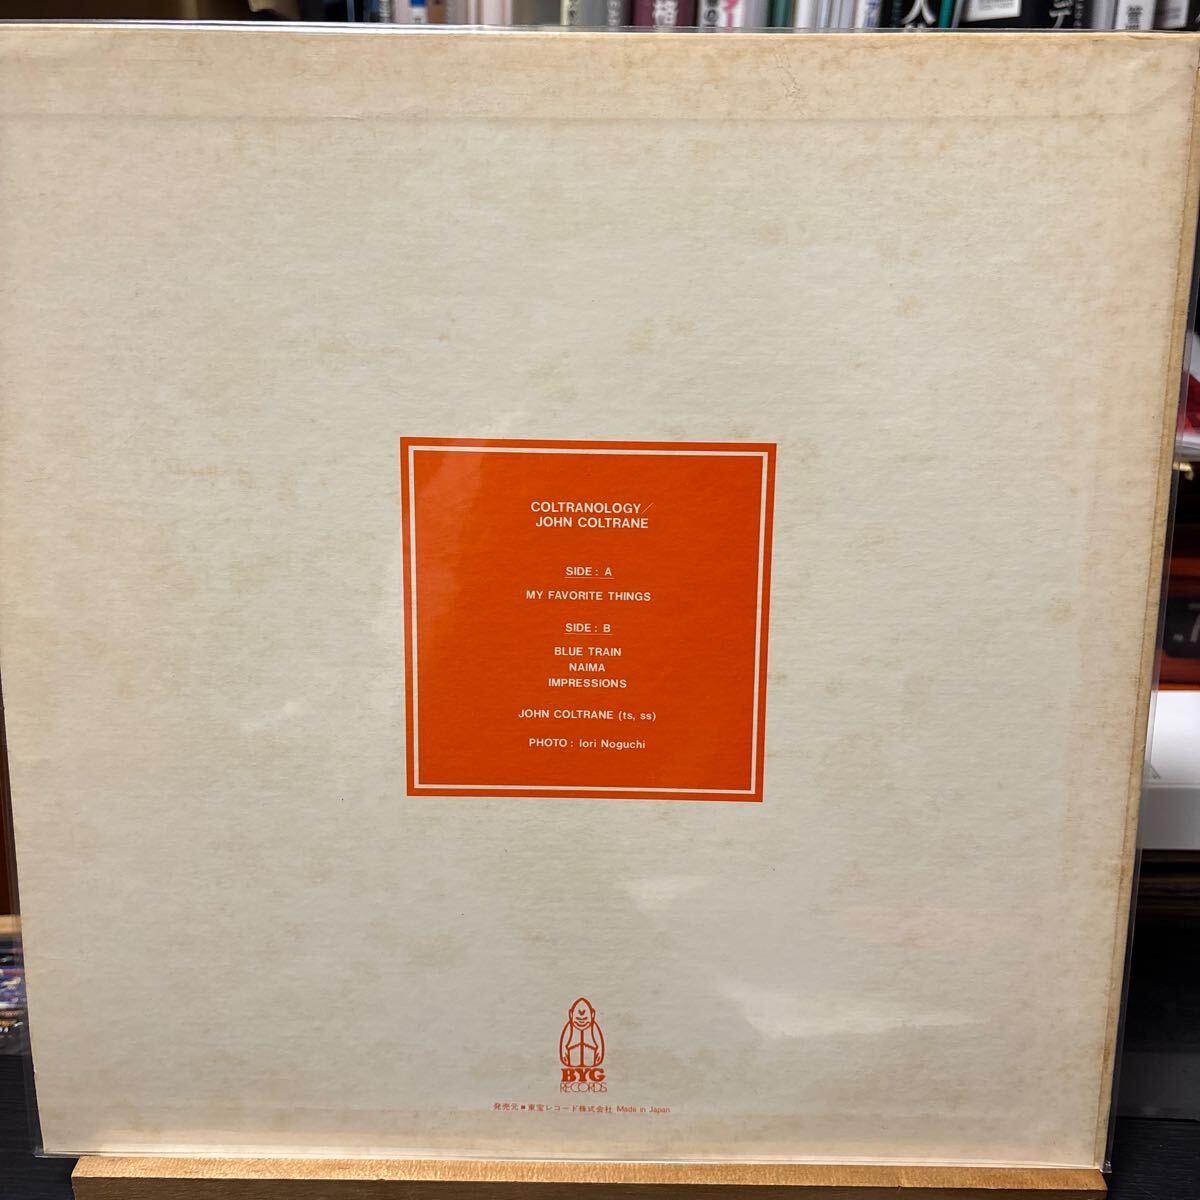 COLTRANOLOGY/
JOHN COLTRANE
SIDE : A
MY FAVORITE THINGS
SIDE : B
BLUE TRAIN
NAIMA
IMPRESSIONS
JOHN COLTRANE (ts, ss)
PHOTO : Iori Noguchi
BYG
RECORDS
発売元■東宝レコード株式会社 Made in Japan